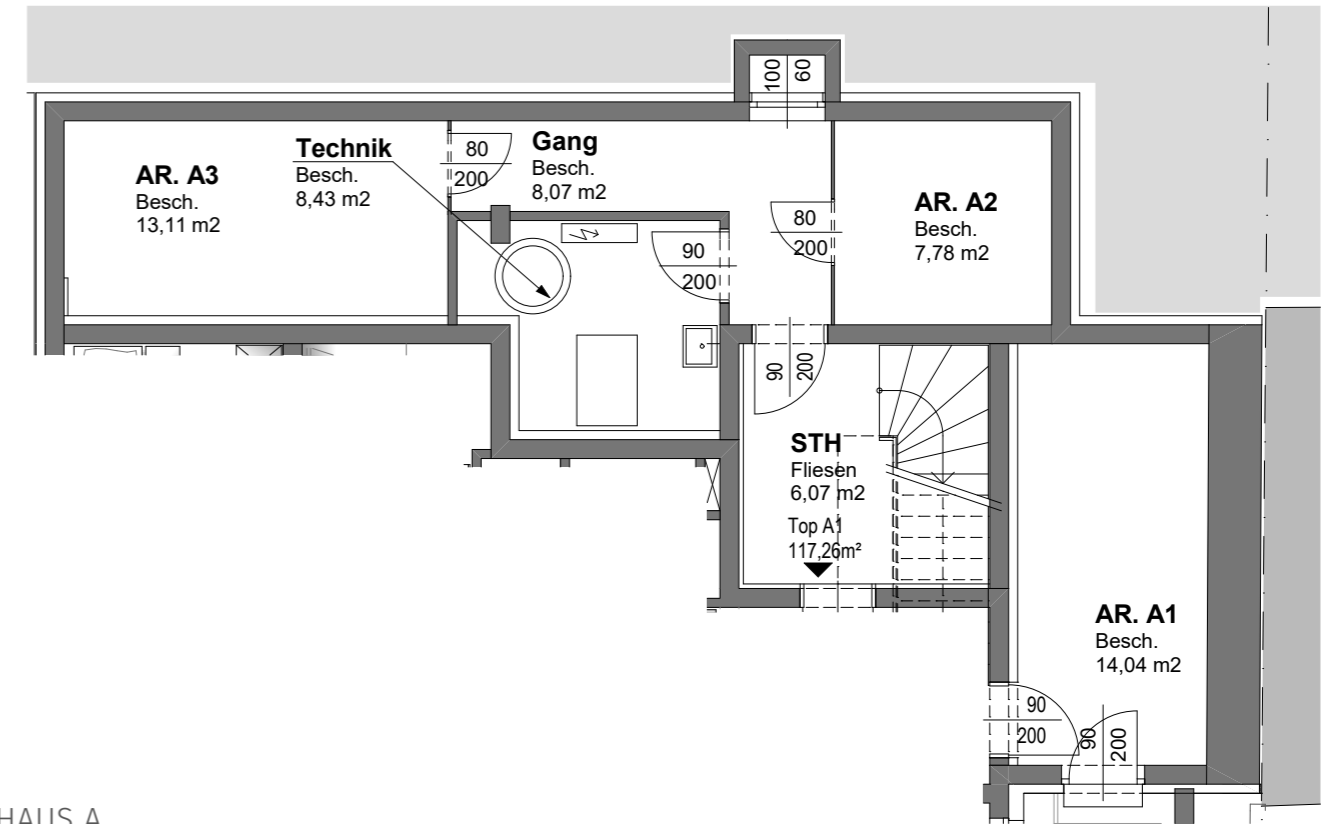 100
60
AR. A3
Besch.
13,11 m2
Technik
Besch.
8,43 m2
80
200
Gang
Besch.
8,07 m2
80
200
AR. A2
Besch.
7,78 m2
90
200
90
200
STH
Fliesen
6,07 m2
Top A1
117,26m²
AR. A1
Besch.
14,04 m2
90
200
90
200
HAUS A